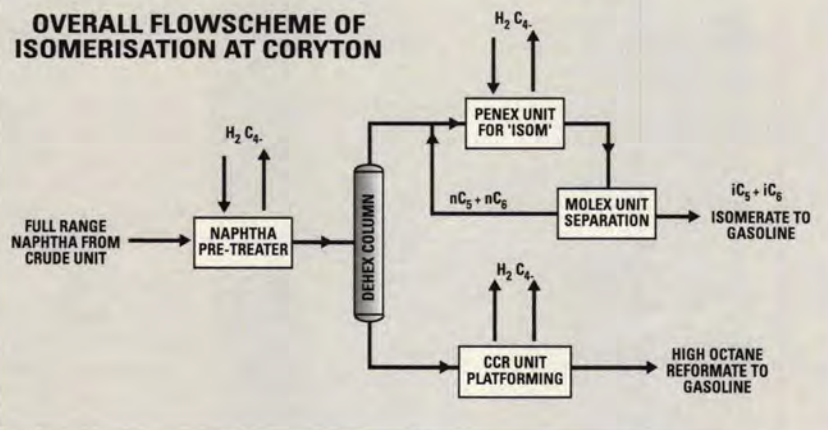 OVERALL FLOWSCHEME OF
ISOMERISATION AT CORYTON
H₂ C₄₋
PENEX UNIT
FOR 'ISOM'
H₂ C₄₋
nC₅ + nC₆
MOLEX UNIT
SEPARATION
iC₅ + iC₆
ISOMERATE TO
GASOLINE
FULL RANGE
NAPHTHA FROM
CRUDE UNIT
NAPHTHA
PRE-TREATER
DEHEX COLUMN
H₂ C₄₋
CCR UNIT
PLATFORMING
HIGH OCTANE
REFORMATE TO
GASOLINE